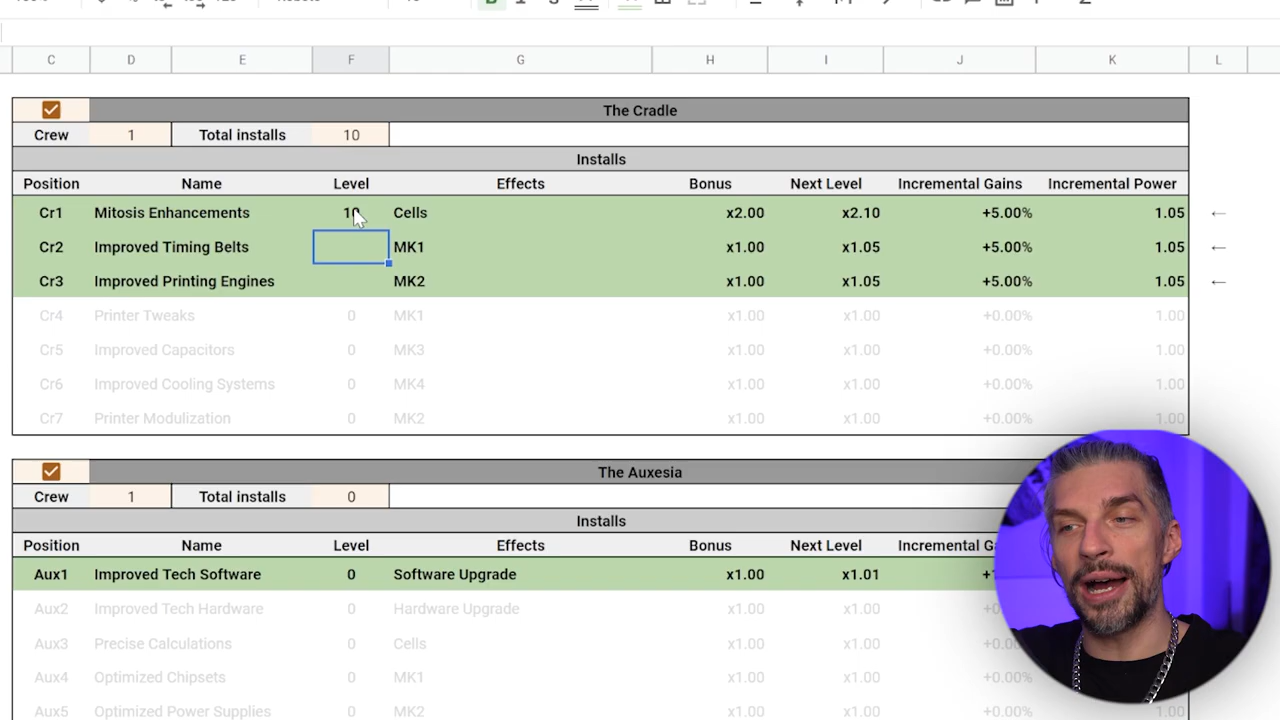 C D E F G H I J K L
The Cradle
Crew 1 Total installs 10
Installs
Position Name Level Effects Bonus Next Level Incremental Gains Incremental Power
Cr1 Mitosis Enhancements 10 Cells x2.00 x2.10 +5.00% 1.05 ←
Cr2 Improved Timing Belts MK1 x1.00 x1.05 +5.00% 1.05 ←
Cr3 Improved Printing Engines MK2 x1.00 x1.05 +5.00% 1.05 ←
Cr4 Printer Tweaks 0 MK1 x1.00 x1.00 +0.00% 1.00
Cr5 Improved Capacitors 0 MK3 x1.00 x1.00 +0.00% 1.00
Cr6 Improved Cooling Systems 0 MK4 x1.00 x1.00 +0.00% 1.00
Cr7 Printer Modulization 0 MK2 x1.00 x1.00 +0.00% 1.00
The Auxesia
Crew 1 Total installs 0
Installs
Position Name Level Effects Bonus Next Level Incremental
Aux1 Improved Tech Software 0 Software Upgrade x1.00 x1.01
Aux2 Improved Tech Hardware 0 Hardware Upgrade x1.00 x1.00
Aux3 Precise Calculations 0 Cells x1.00 x1.00
Aux4 Optimized Chipsets 0 MK1 x1.00 x1.00
Aux5 Optimized Power Supplies 0 MK2 x1.00 x1.00